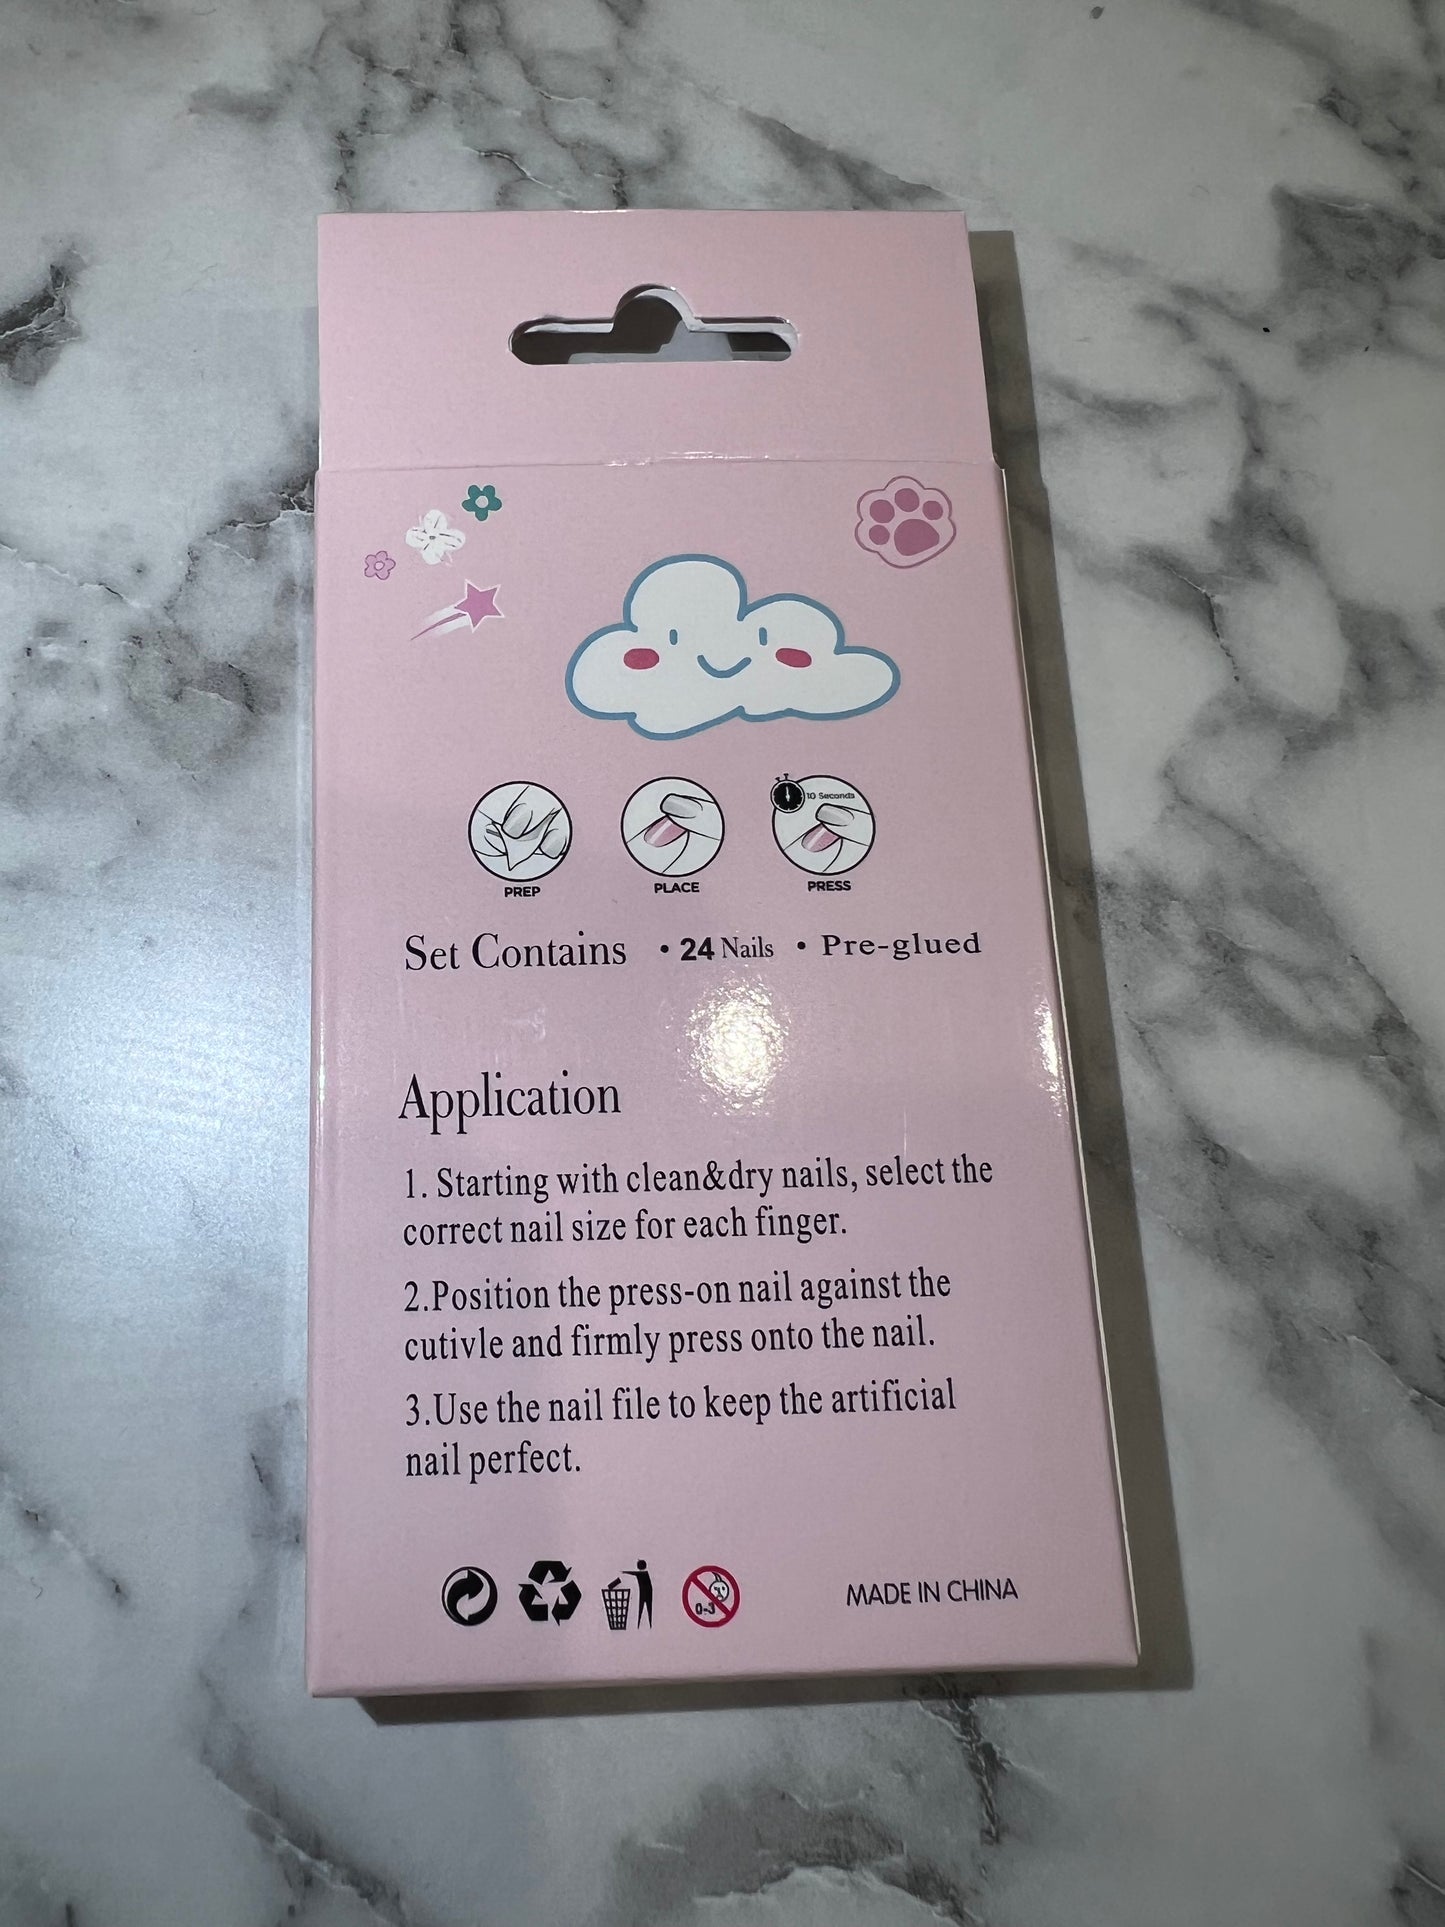 10 Seconds
PREP PLACE PRESS
Set Contains • 24 Nails • Pre-glued
Application
1. Starting with clean&dry nails, select the
correct nail size for each finger.
2.Position the press-on nail against the
cutivle and firmly press onto the nail.
3.Use the nail file to keep the artificial
nail perfect.
0-3
MADE IN CHINA